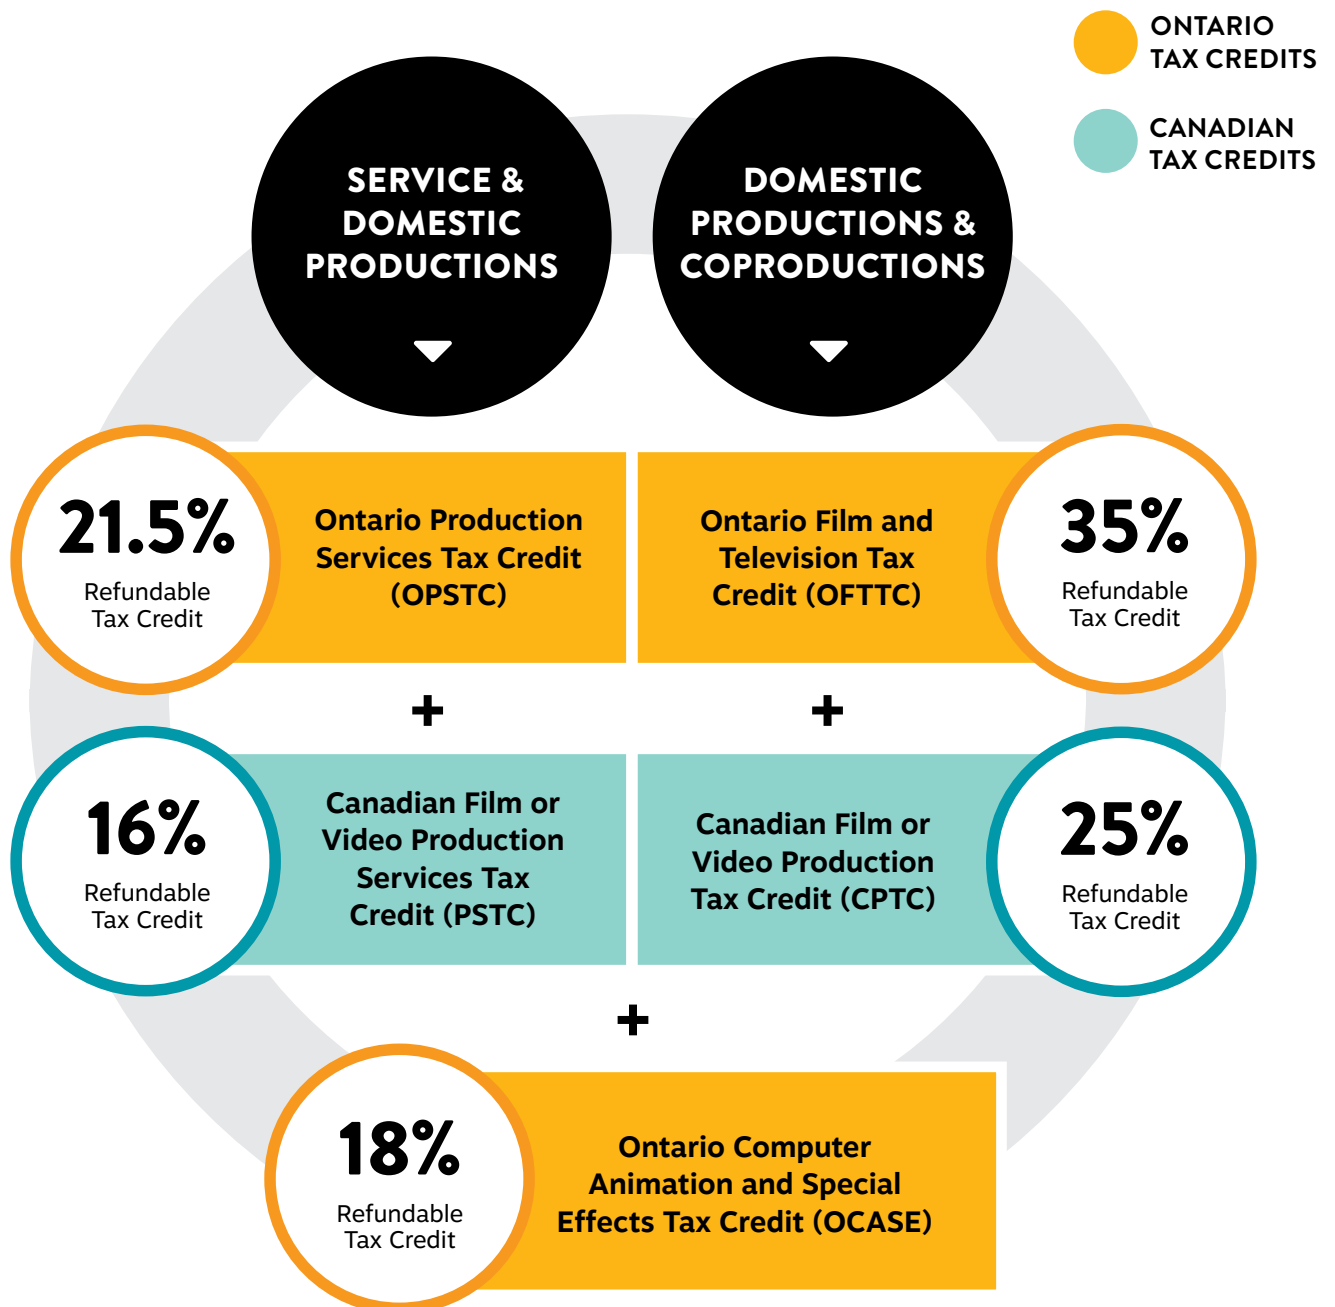 ONTARIO
TAX CREDITS
CANADIAN
TAX CREDITS
SERVICE &
DOMESTIC
PRODUCTIONS
DOMESTIC
PRODUCTIONS &
COPRODUCTIONS
21.5%
Refundable
Tax Credit
Ontario Production
Services Tax Credit
(OPSTC)
Ontario Film and
Television Tax
Credit (OFTTC)
35%
Refundable
Tax Credit
+
+
16%
Refundable
Tax Credit
Canadian Film or
Video Production
Services Tax
Credit (PSTC)
Canadian Film or
Video Production
Tax Credit (CPTC)
25%
Refundable
Tax Credit
+
18%
Refundable
Tax Credit
Ontario Computer
Animation and Special
Effects Tax Credit (OCASE)